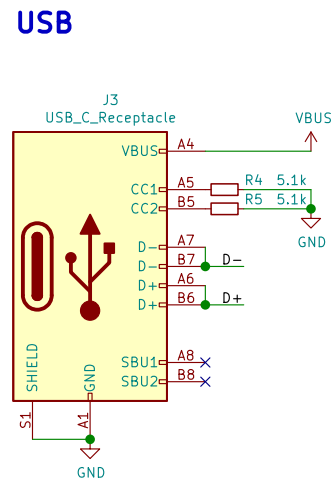 USB
J3
USB_C_Receptacle
VBUS
VBUS A4
CC1 A5 R4 5.1k
CC2 B5 R5 5.1k
GND
D- A7
D- B7 D-
D+ A6
D+ B6 D+
SBU1 A8
SBU2 B8
SHIELD
GND
S1
A1
GND